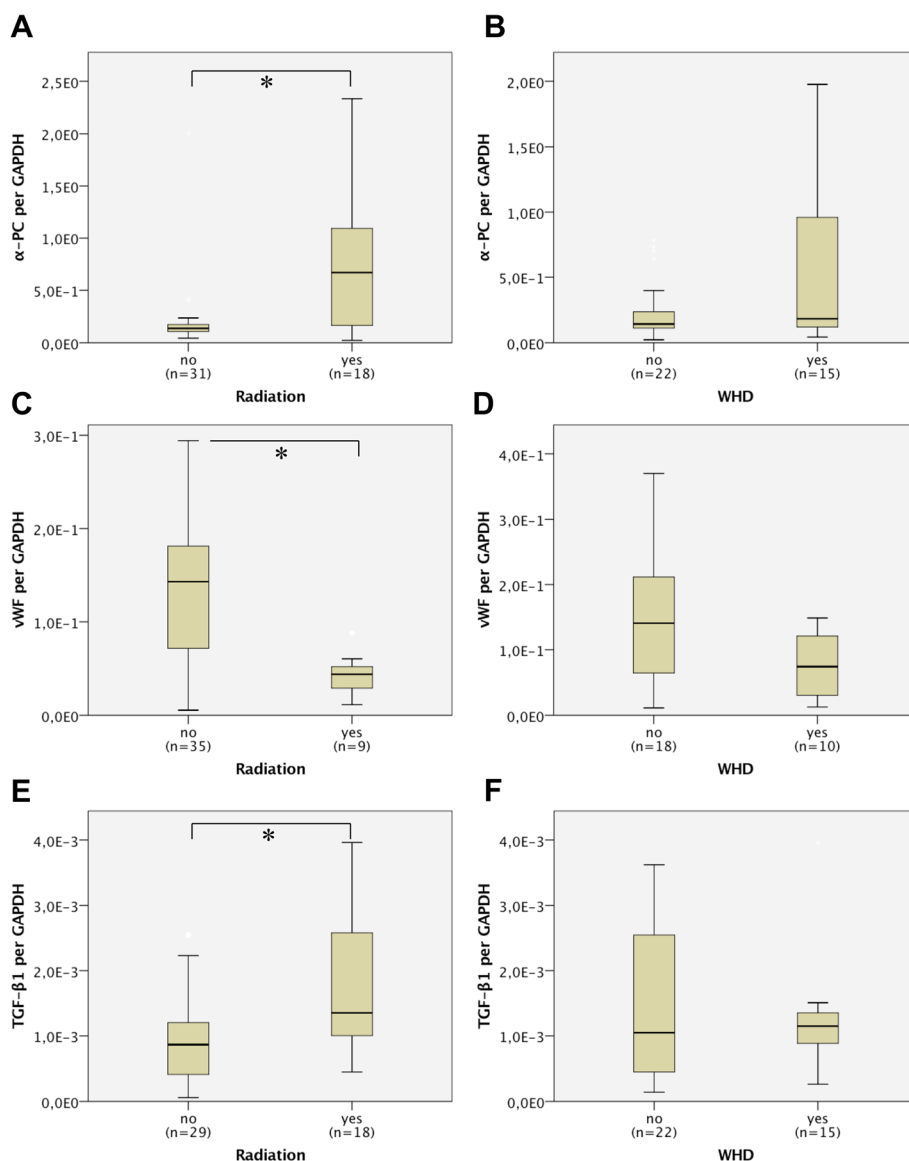 A
α-PC per GAPDH
2,5E0
2,0E0
1,5E0
1,0E0
5,0E-1
0,0E0
*
no
(n=31)
yes
(n=18)
Radiation
B
α-PC per GAPDH
2,0E0
1,5E0
1,0E0
5,0E-1
0,0E0
no
(n=22)
yes
(n=15)
WHD
C
vWF per GAPDH
3,0E-1
2,0E-1
1,0E-1
0,0E0
*
no
(n=35)
yes
(n=9)
Radiation
D
vWF per GAPDH
4,0E-1
3,0E-1
2,0E-1
1,0E-1
0,0E0
no
(n=18)
yes
(n=10)
WHD
E
TGF-β1 per GAPDH
4,0E-3
3,0E-3
2,0E-3
1,0E-3
0,0E0
*
no
(n=29)
yes
(n=18)
Radiation
F
TGF-β1 per GAPDH
4,0E-3
3,0E-3
2,0E-3
1,0E-3
0,0E0
no
(n=22)
yes
(n=15)
WHD